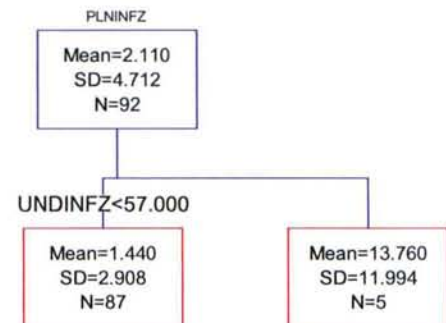 PLNINFZ
Mean=2.110
SD=4.712
N=92
UNDINFZ<57.000
Mean=1.440
SD=2.908
N=87
Mean=13.760
SD=11.994
N=5